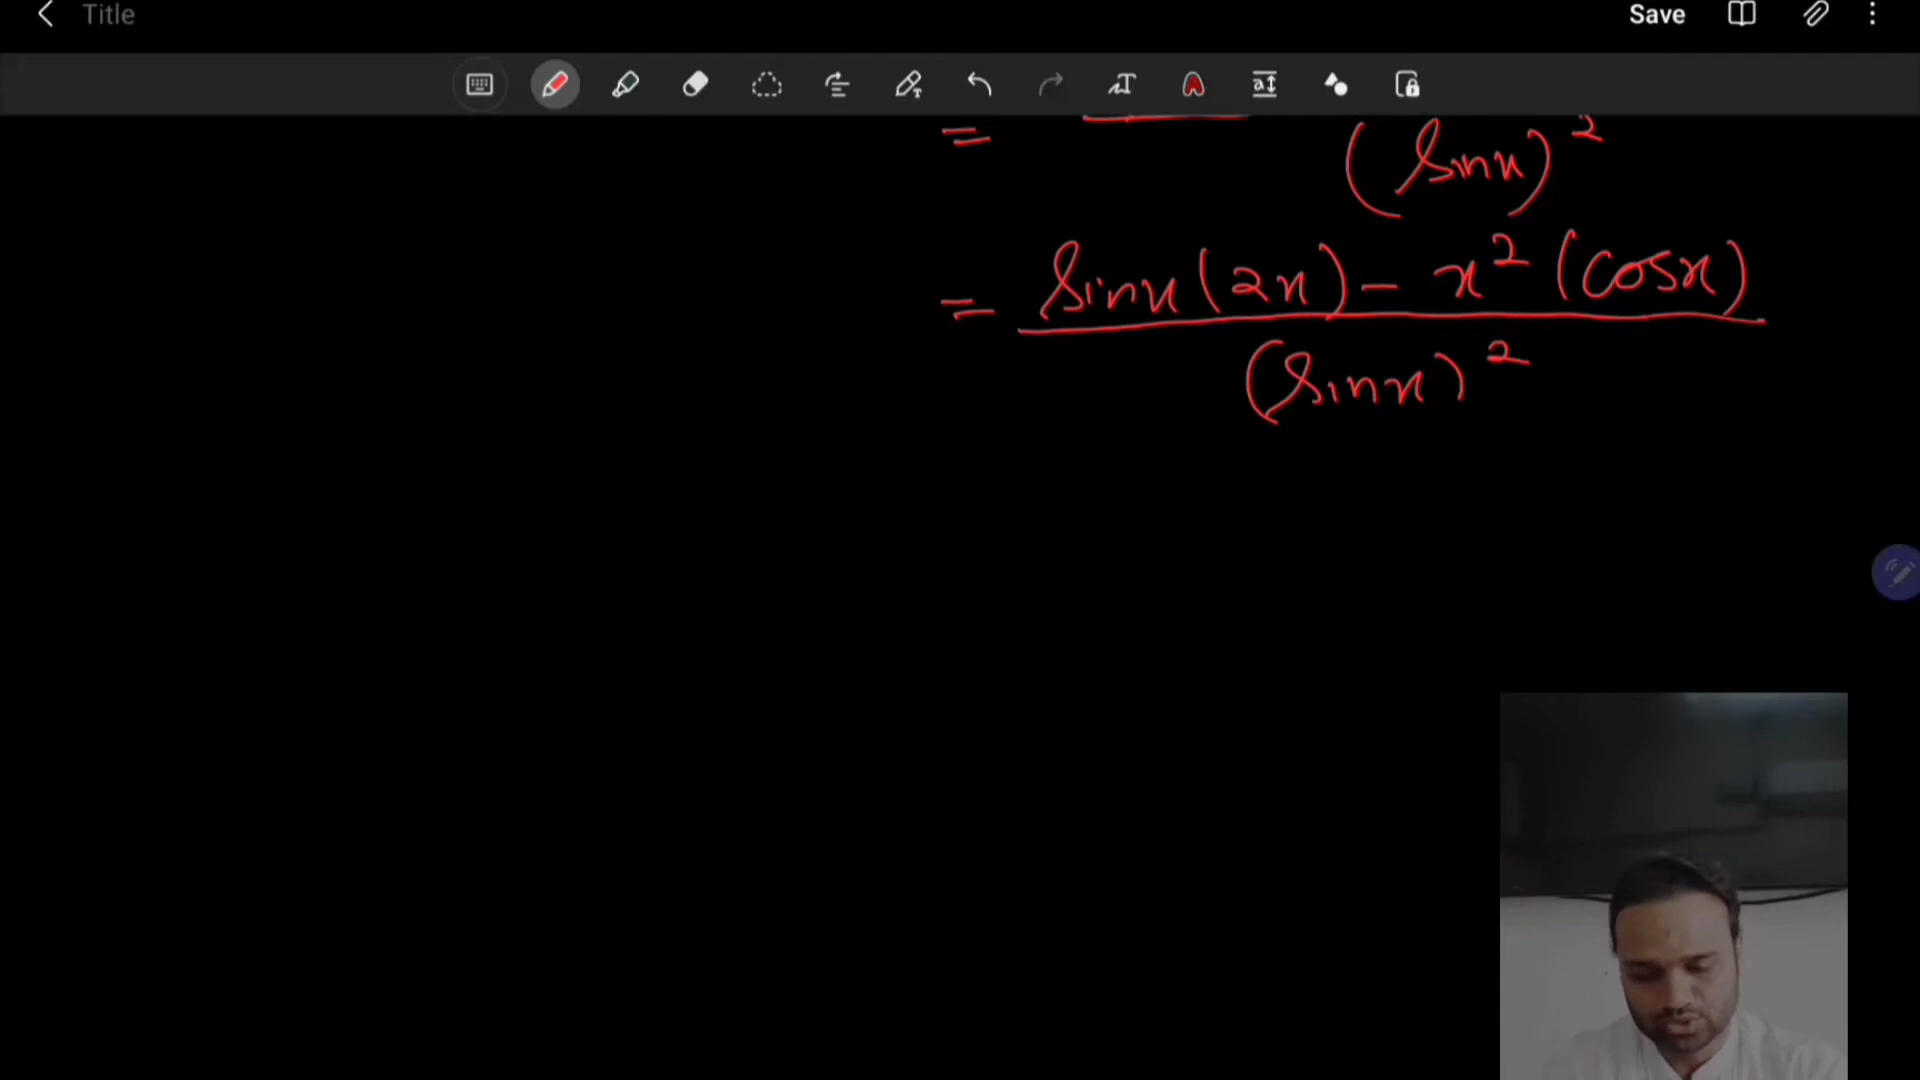 Title Save
=
(sinx)²
= sinx(2x) - x²(cosx)
(sinx)²